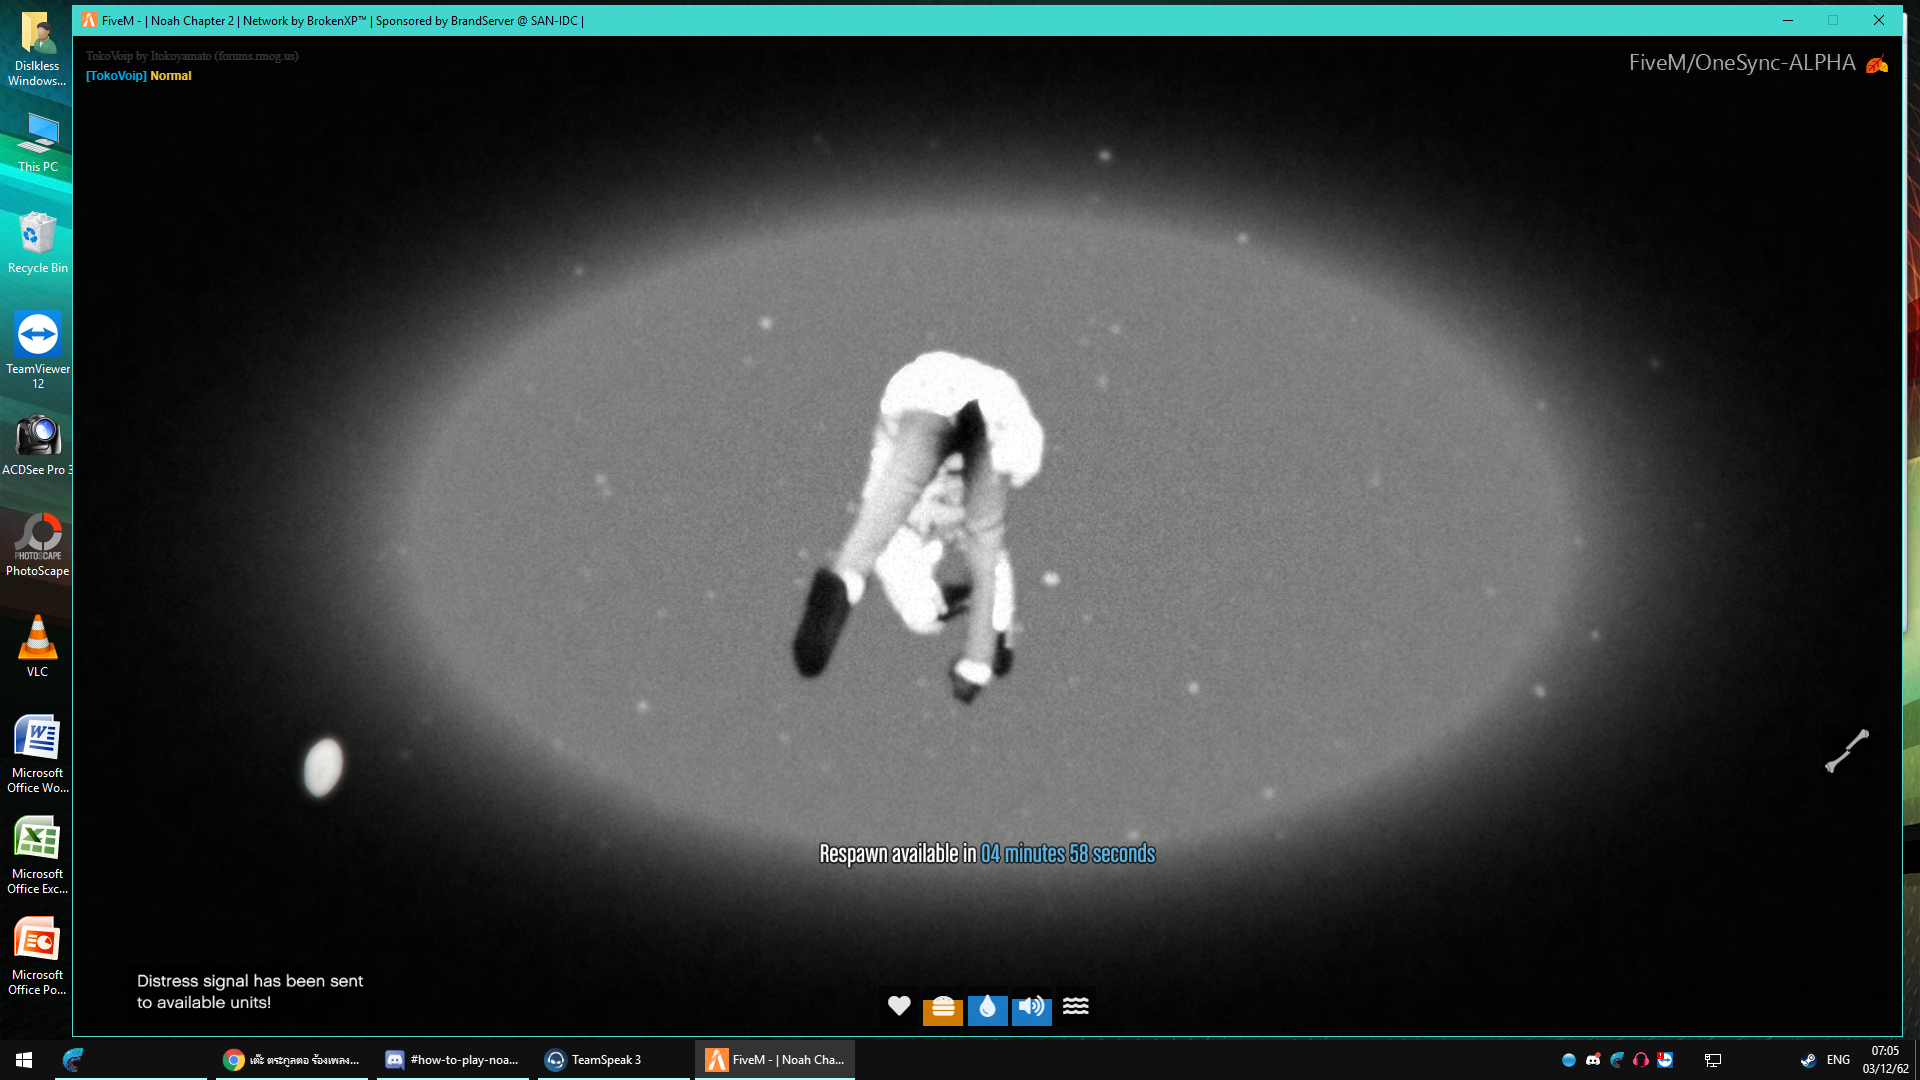 FiveM - | Noah Chapter 2 | Network by BrokenXP™ | Sponsored by BrandServer @ SAN-IDC |
TokoVoip by Itokoyamato (forums.rmog.us)
[TokoVoip] Normal
FiveM/OneSync-ALPHA
Dislkless
Windows...
This PC
Recycle Bin
TeamViewer
12
ACDSee Pro 3
PHOTOSCAPE
PhotoScape
VLC
Microsoft
Office Wo...
Microsoft
Office Exc...
Microsoft
Office Po...
Respawn available in 04 minutes 58 seconds
Distress signal has been sent
to available units!
เต๊ะ ตระกูลตอ ร้องเพลง...
#how-to-play-noa...
TeamSpeak 3
FiveM - | Noah Cha...
ENG
07:05
03/12/62